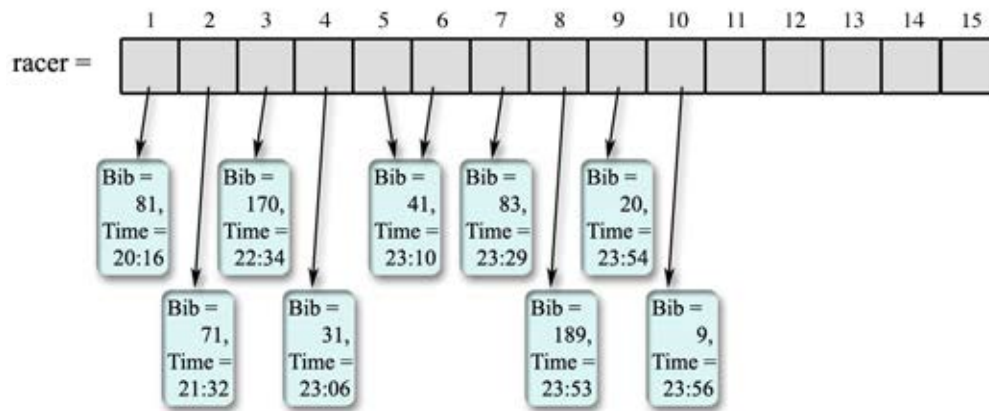 1 2 3 4 5 6 7 8 9 10 11 12 13 14 15
racer =
Bib =
81,
Time =
20:16
Bib =
170,
Time =
22:34
Bib =
41,
Time =
23:10
Bib =
83,
Time =
23:29
Bib =
20,
Time =
23:54
Bib =
71,
Time =
21:32
Bib =
31,
Time =
23:06
Bib =
189,
Time =
23:53
Bib =
9,
Time =
23:56